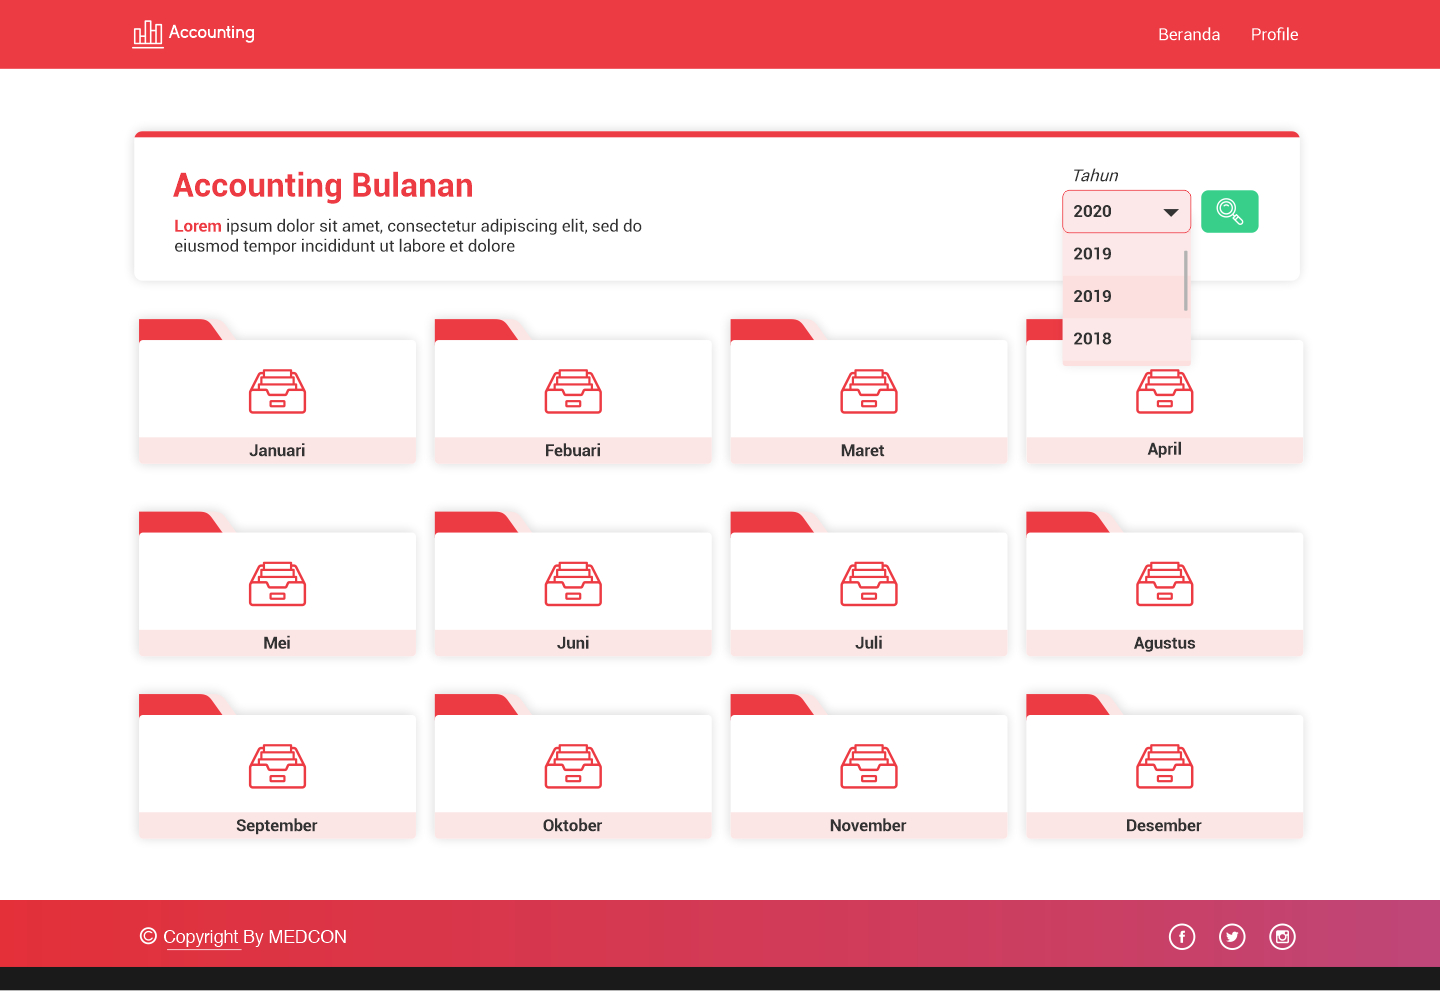 Accounting
Beranda Profile
Accounting Bulanan
Lorem ipsum dolor sit amet, consectetur adipiscing elit, sed do
eiusmod tempor incididunt ut labore et dolore
Tahun
2020
2019
2019
2018
Januari
Febuari
Maret
April
Mei
Juni
Juli
Agustus
September
Oktober
November
Desember
© Copyright By MEDCON